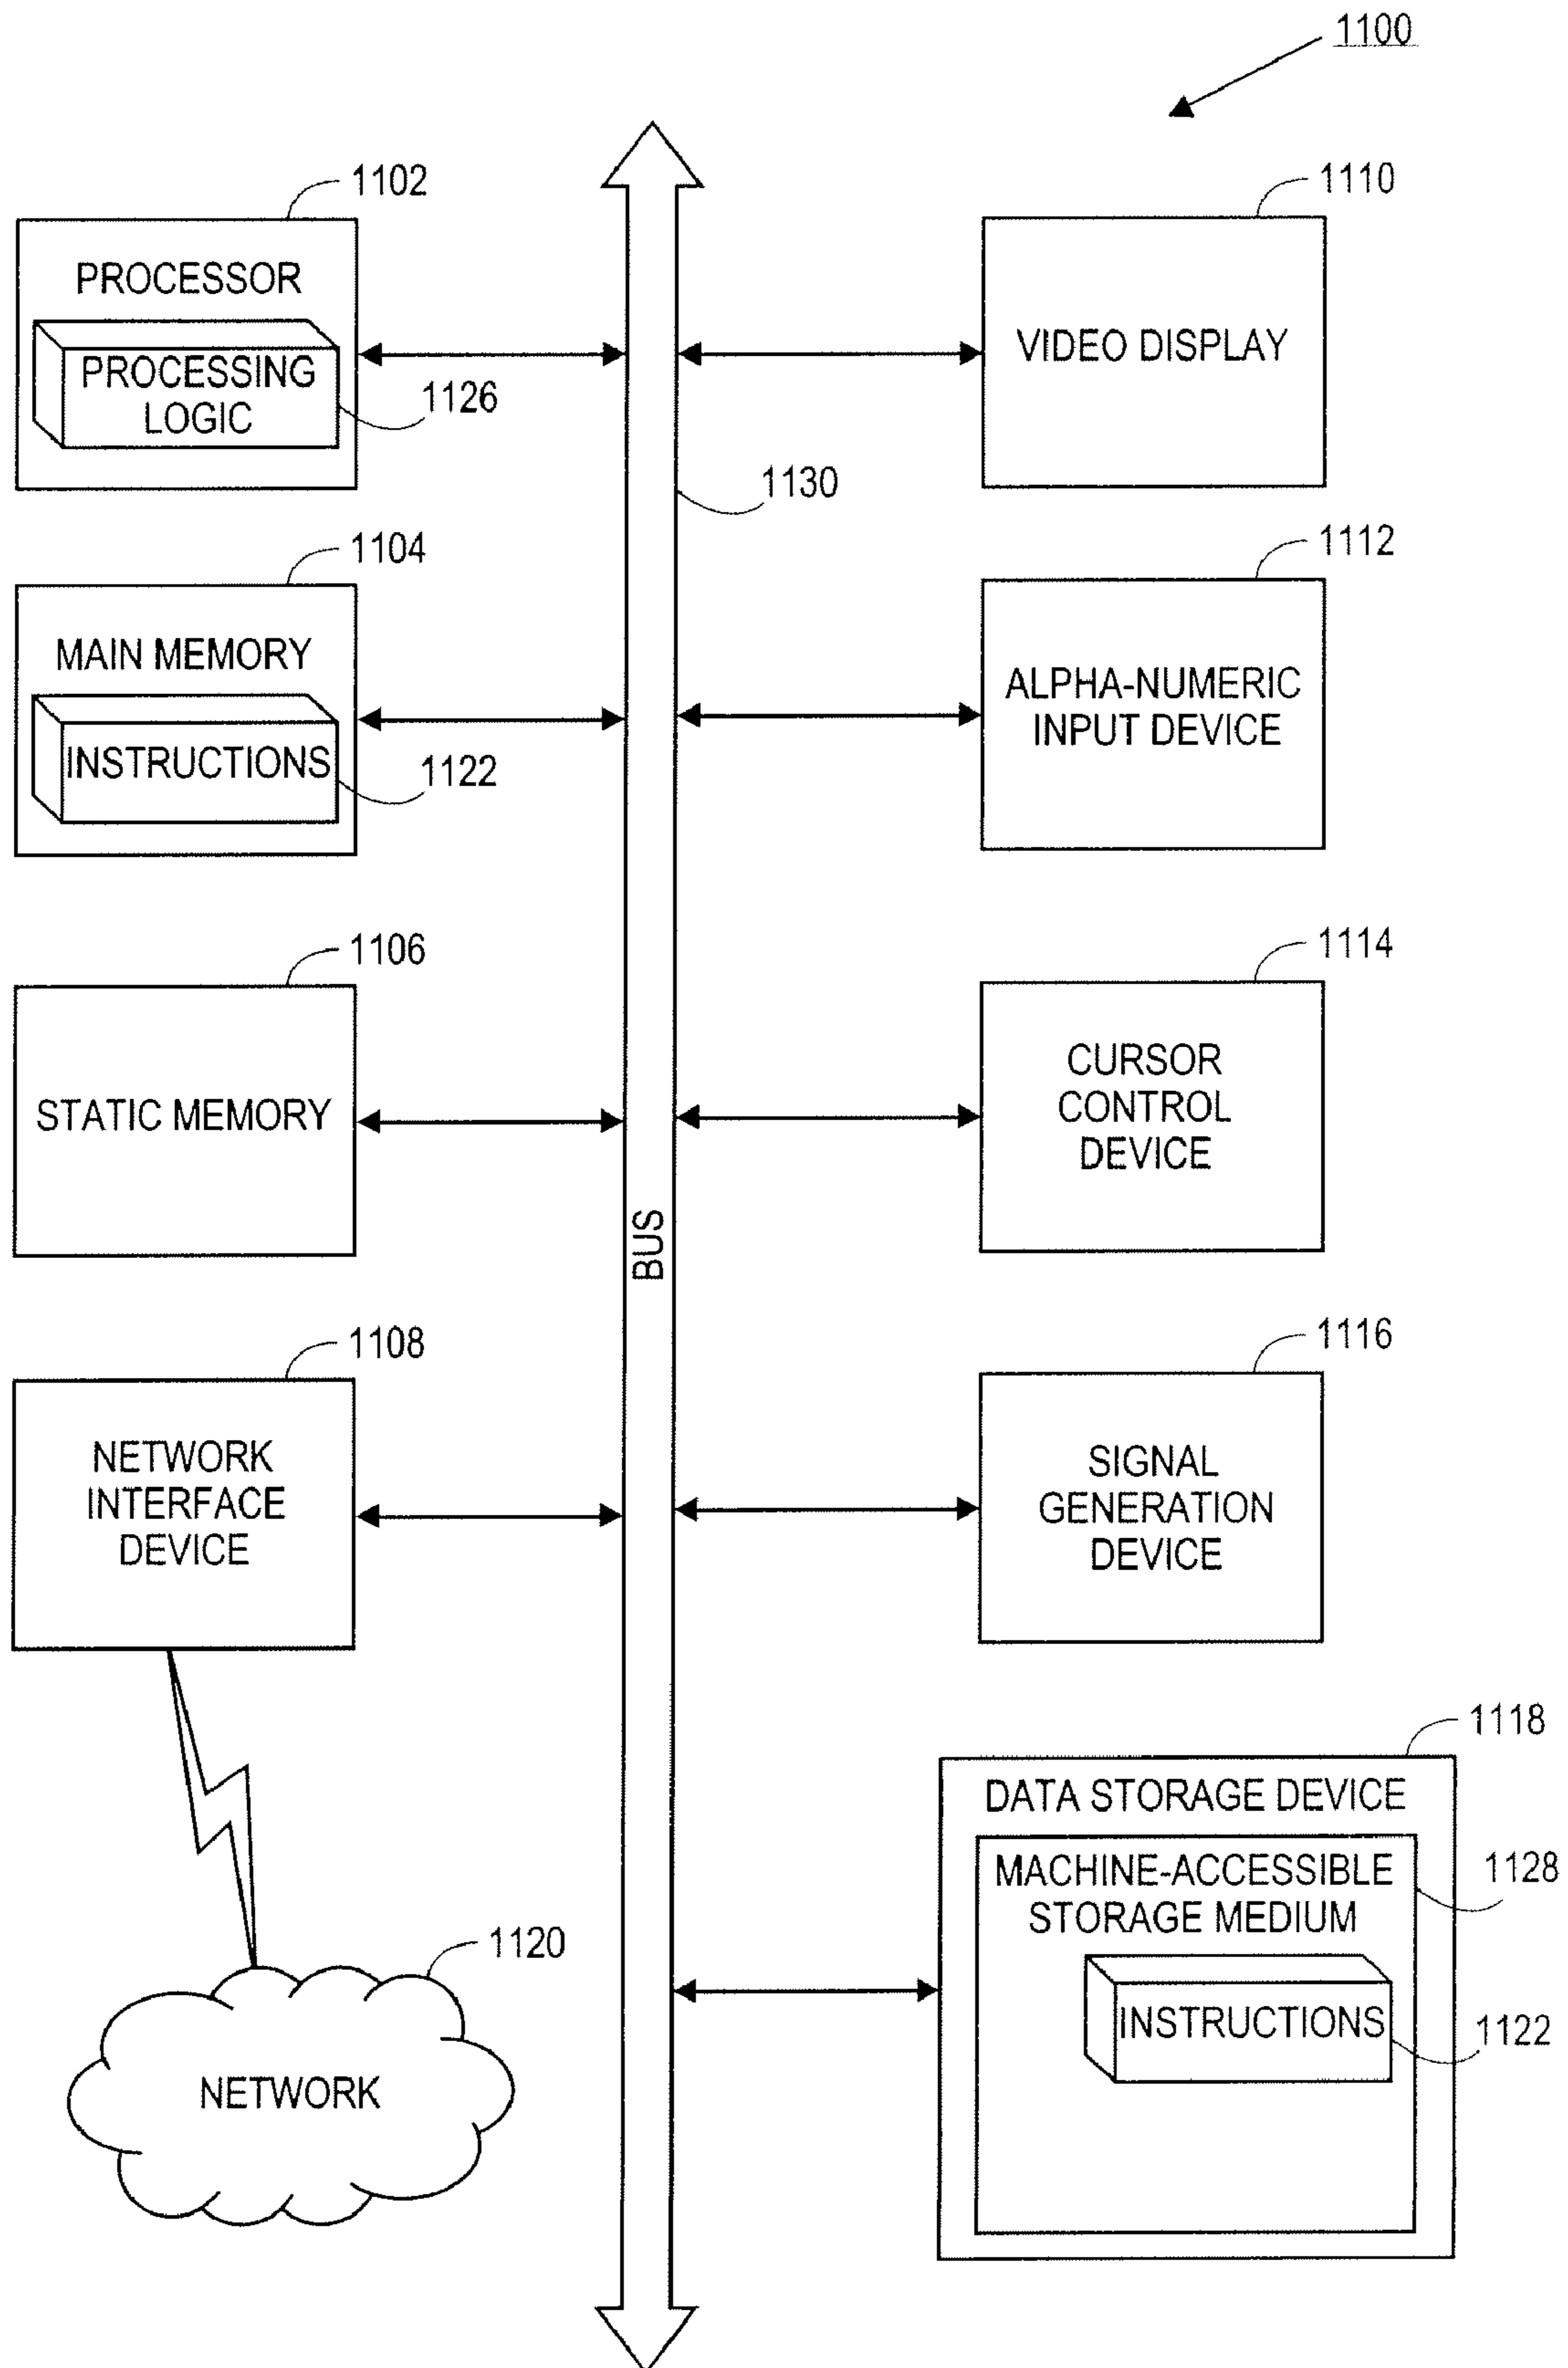 1100
1102
PROCESSOR
PROCESSING
LOGIC
1126
1110
VIDEO DISPLAY
1130
1104
MAIN MEMORY
INSTRUCTIONS
1122
1112
ALPHA-NUMERIC
INPUT DEVICE
1106
STATIC MEMORY
1114
CURSOR
CONTROL
DEVICE
BUS
1108
NETWORK
INTERFACE
DEVICE
1116
SIGNAL
GENERATION
DEVICE
1118
DATA STORAGE DEVICE
MACHINE-ACCESSIBLE
STORAGE MEDIUM
1128
INSTRUCTIONS
1122
1120
NETWORK